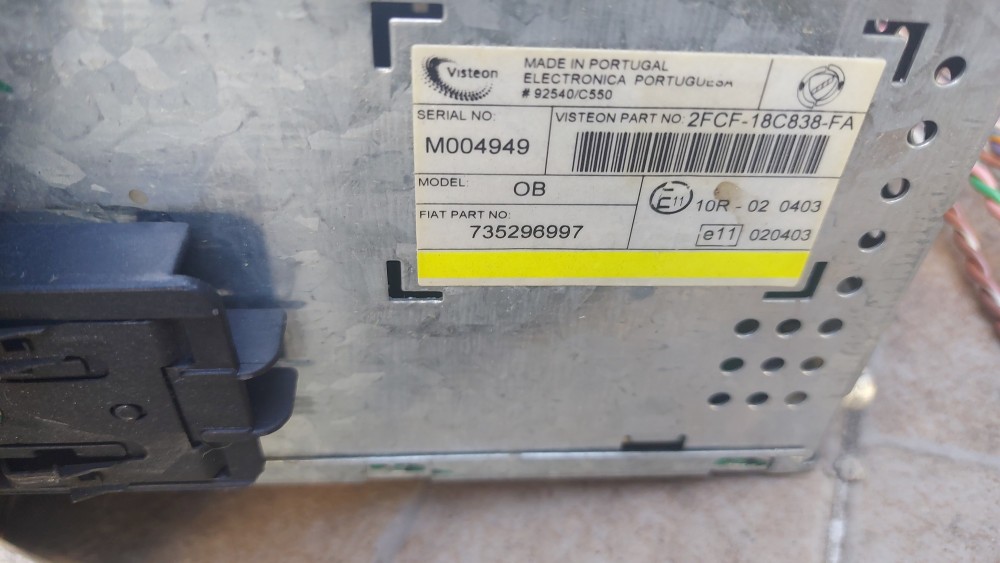 Visteon
MADE IN PORTUGAL
ELECTRONICA PORTUGUESA
# 92540/C550
SERIAL NO:
M004949
VISTEON PART NO: 2FCF-18C838-FA
MODEL: OB
FIAT PART NO:
735296997
E11 10R - 02 0403
e11 020403